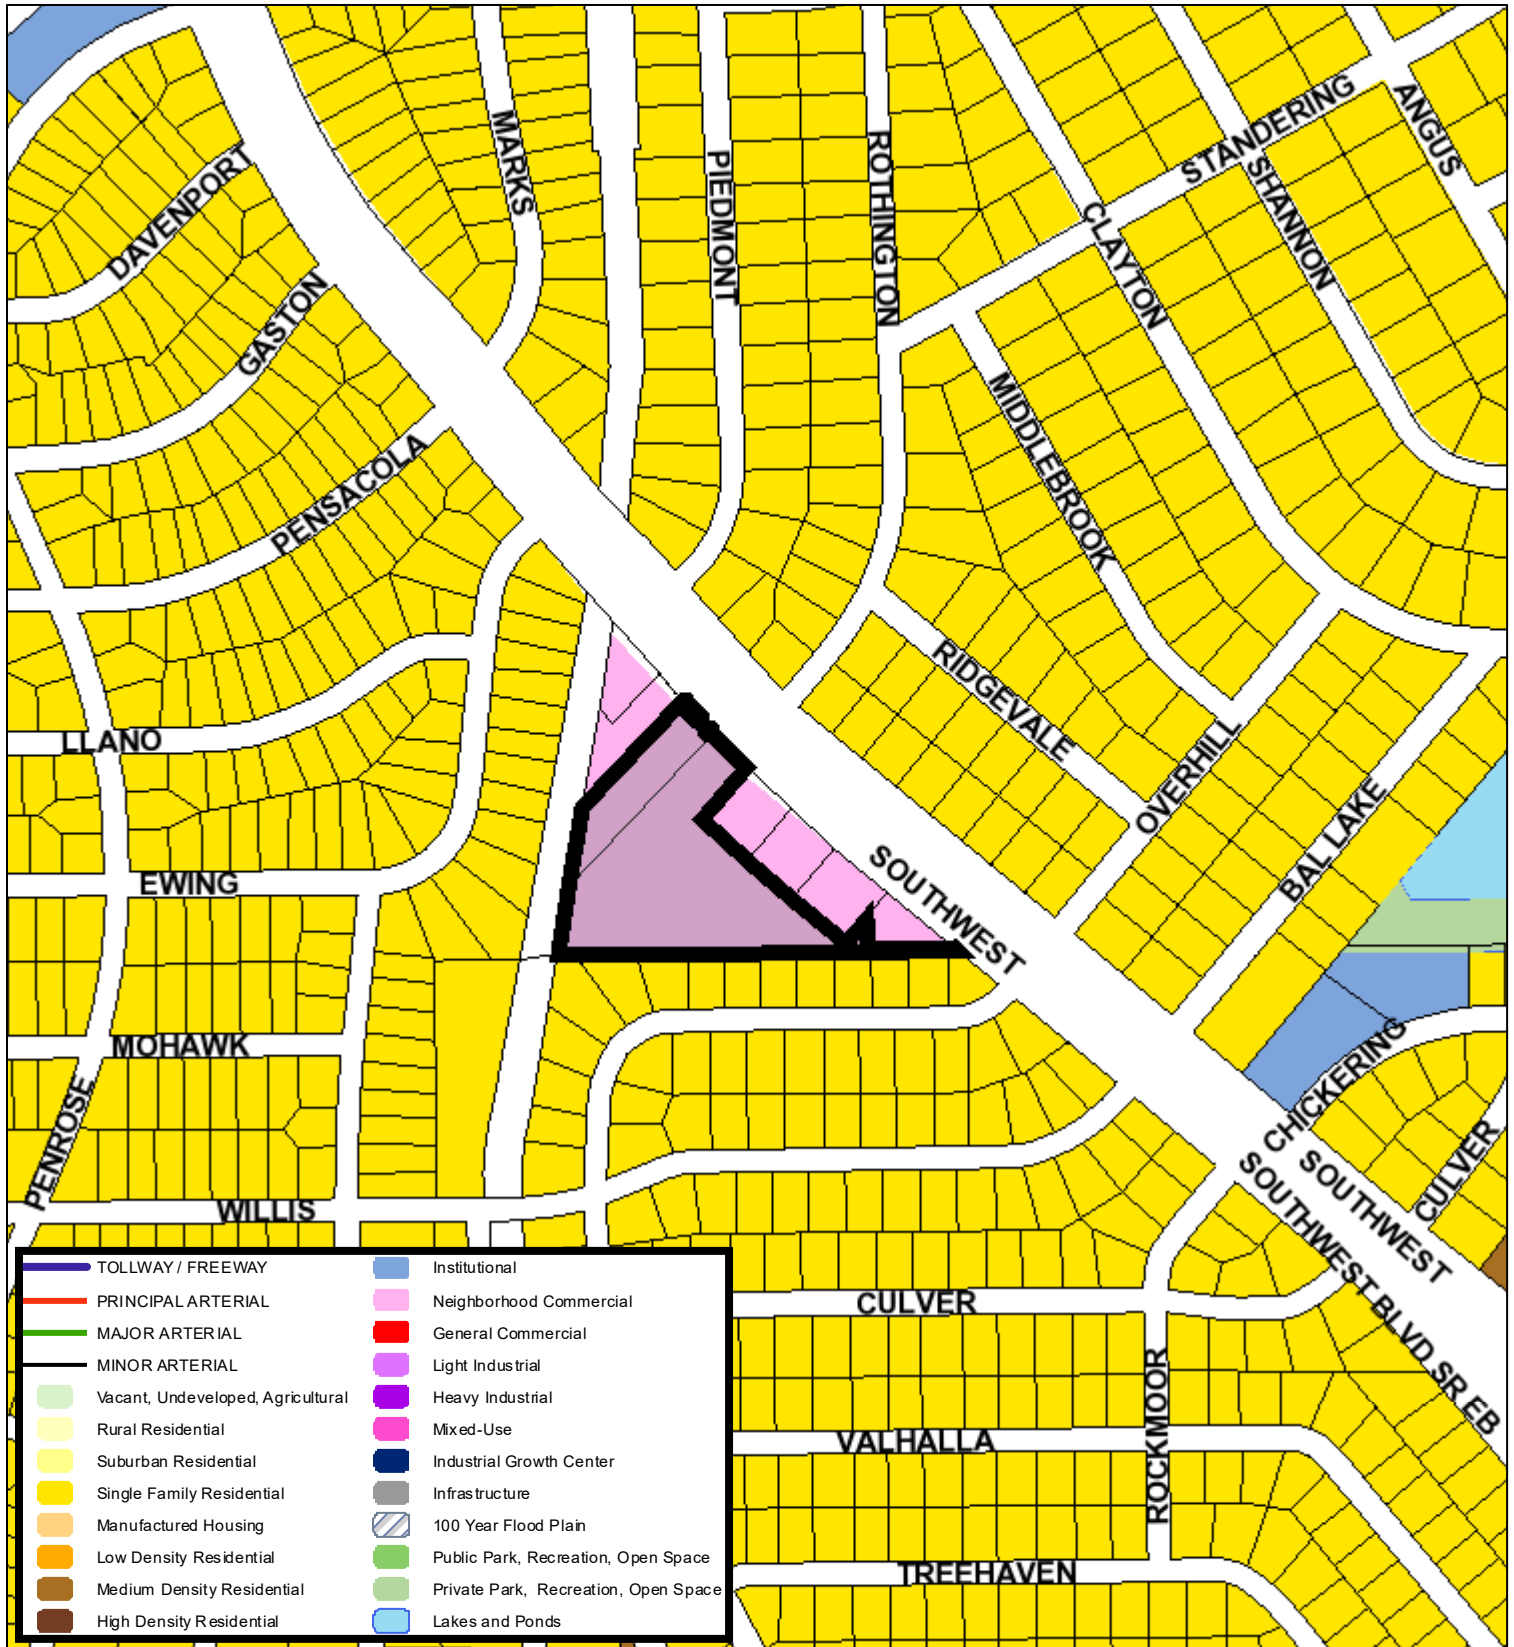 MARKS
PIEDMONT
ROTHINGTON
STANDERING
ANGUS
SHANNON
CLAYTON
DAVENPORT
GASTON
MIDDLEBROOK
PENSACOLA
RIDGEVALE
OVERHILL
BAL LAKE
LLANO
EWING
SOUTHWEST
MOHAWK
CHICKERING
PENROSE
CULVER
SOUTHWEST
WILLIS
SOUTHWEST BLVD SR EB
CULVER
ROCKMOOR
VALHALLA
TREEHAVEN
TOLLWAY / FREEWAY
PRINCIPAL ARTERIAL
MAJOR ARTERIAL
MINOR ARTERIAL
Vacant, Undeveloped, Agricultural
Rural Residential
Suburban Residential
Single Family Residential
Manufactured Housing
Low Density Residential
Medium Density Residential
High Density Residential
Institutional
Neighborhood Commercial
General Commercial
Light Industrial
Heavy Industrial
Mixed-Use
Industrial Growth Center
Infrastructure
100 Year Flood Plain
Public Park, Recreation, Open Space
Private Park, Recreation, Open Space
Lakes and Ponds